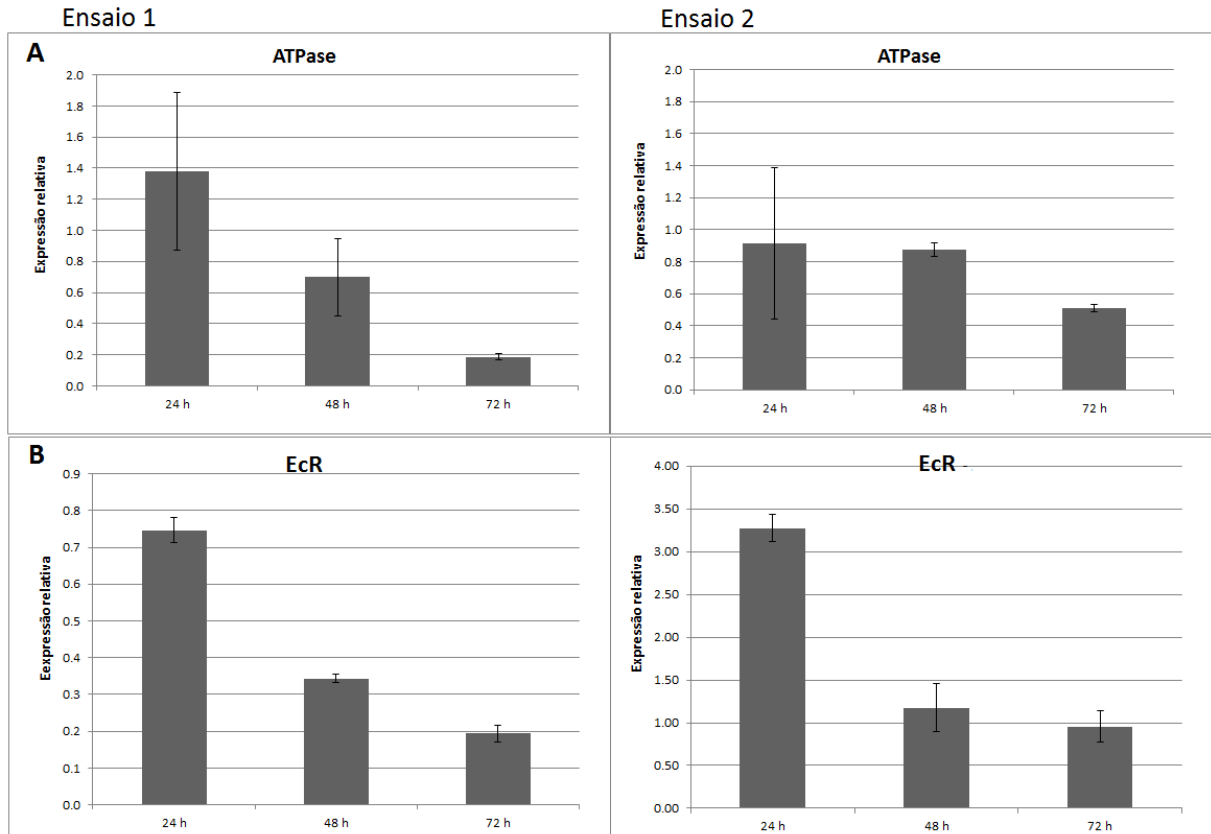 Ensaio 1
Ensaio 2
A
ATPase
Expressão relativa
2.0
1.8
1.6
1.4
1.2
1.0
0.8
0.6
0.4
0.2
0.0
24 h
48 h
72 h
ATPase
Expressão relativa
2.0
1.8
1.6
1.4
1.2
1.0
0.8
0.6
0.4
0.2
0.0
24 h
48 h
72 h
B
EcR
Eexpressão relativa
0.9
0.8
0.7
0.6
0.5
0.4
0.3
0.2
0.1
0.0
24 h
48 h
72 h
EcR -
Expressão relativa
4.00
3.50
3.00
2.50
2.00
1.50
1.00
0.50
0.00
24 h
48 h
72 h